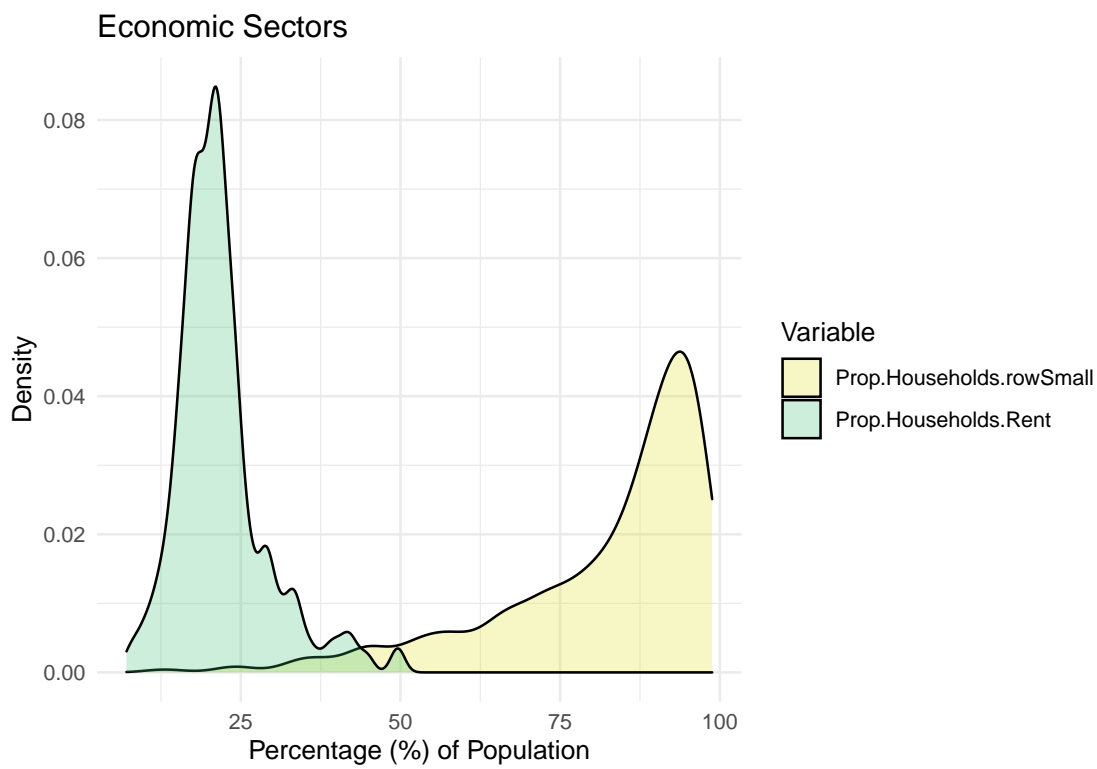 Economic Sectors
0.08
0.06
0.04
0.02
0.00
Density
25 50 75 100
Percentage (%) of Population
Variable
Prop.Households.rowSmall
Prop.Households.Rent